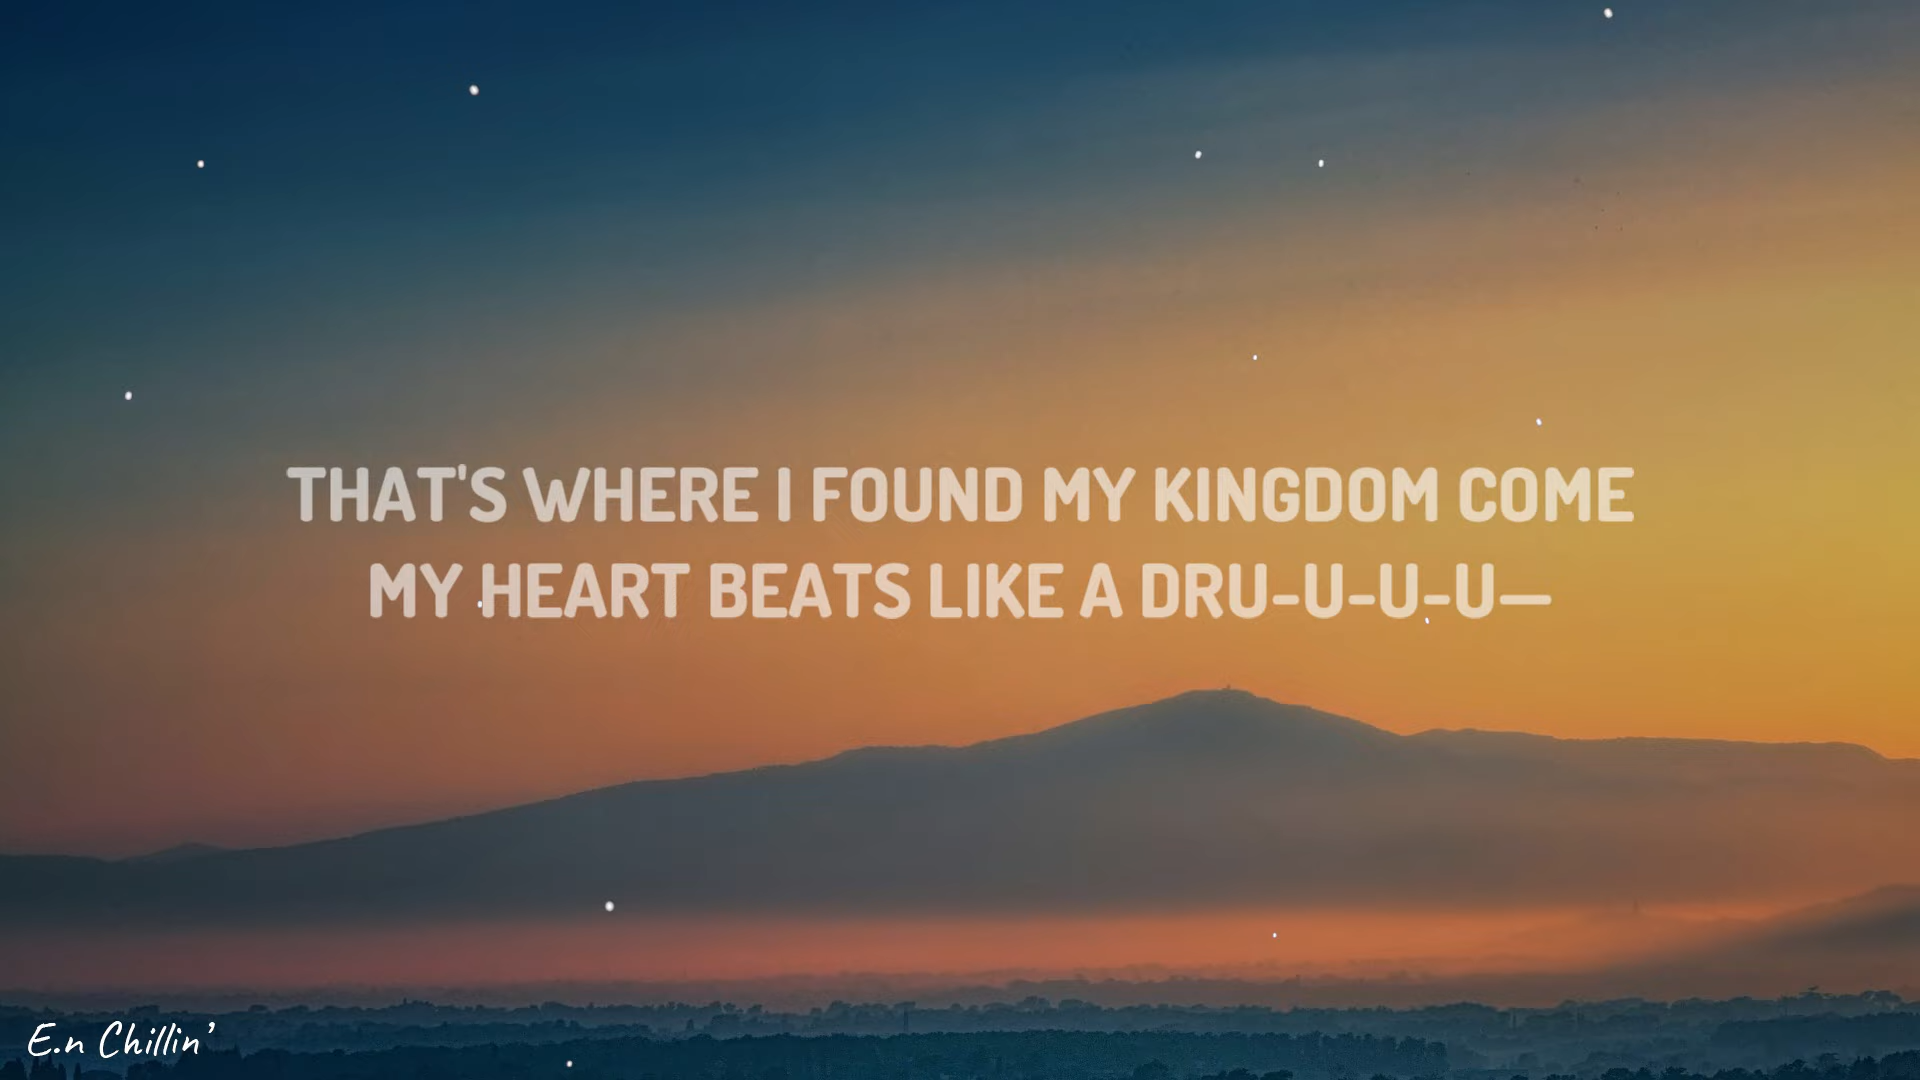 THAT'S WHERE I FOUND MY KINGDOM COME
MY HEART BEATS LIKE A DRU-U-U-U—
E.n Chillin’